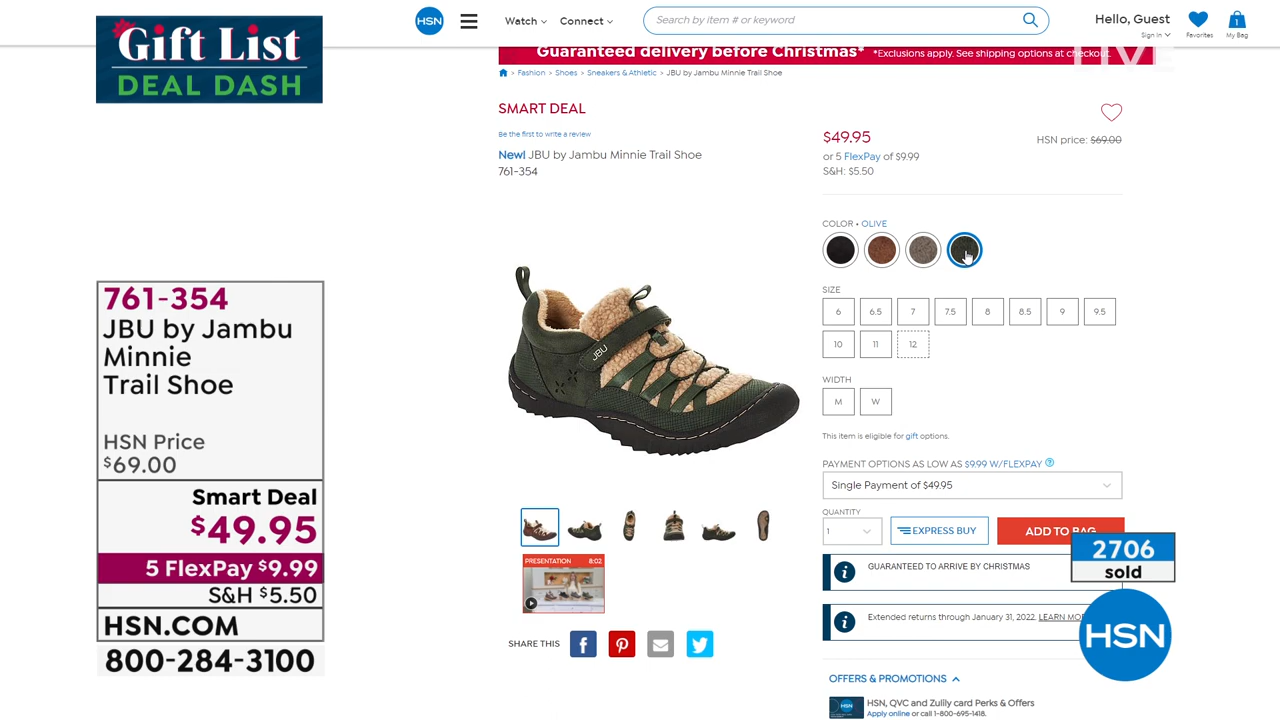 Gift List
DEAL DASH
HSN
Watch
Connect
Search by item # or keyword
Hello, Guest
Sign in
Favorites
1
My Bag
Guaranteed delivery before Christmas* *Exclusions apply. See shipping options at checkout.
LIVE
> Fashion > Shoes > Sneakers & Athletic > JBU by Jambu Minnie Trail Shoe
SMART DEAL
Be the first to write a review
New! JBU by Jambu Minnie Trail Shoe
761-354
$49.95
HSN price: $69.00
or 5 FlexPay of $9.99
S&H: $5.50
COLOR • OLIVE
SIZE
6 6.5 7 7.5 8 8.5 9 9.5
10 11 12
WIDTH
M W
This item is eligible for gift options.
PAYMENT OPTIONS AS LOW AS $9.99 W/FLEXPAY
Single Payment of $49.95
QUANTITY
1
EXPRESS BUY
ADD TO BAG
GUARANTEED TO ARRIVE BY CHRISTMAS
Extended returns through January 31, 2022. LEARN MO
OFFERS & PROMOTIONS
HSN, QVC and Zulily card Perks & Offers
Apply online or call 1-800-695-1418.
JBU
PRESENTATION 8:02
SHARE THIS
761-354
JBU by Jambu
Minnie
Trail Shoe
HSN Price
$69.00
Smart Deal
$49.95
5 FlexPay $9.99
S&H $5.50
HSN.COM
800-284-3100
2706
sold
HSN